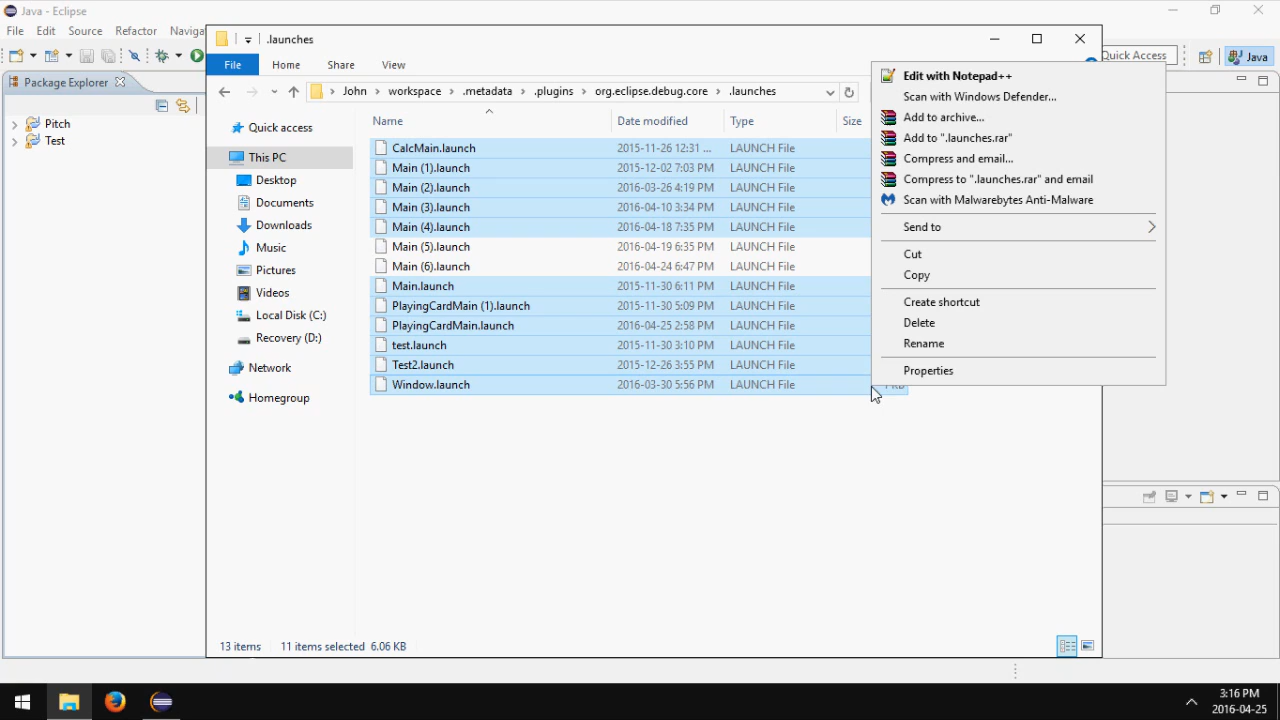 Java - Eclipse
File Edit Source Refactor Naviga
Quick Access
Java
Package Explorer
Pitch
Test
.launches
File Home Share View
John workspace .metadata .plugins org.eclipse.debug.core .launches
Name Date modified Type Size
Quick access
This PC
Desktop
Documents
Downloads
Music
Pictures
Videos
Local Disk (C:)
Recovery (D:)
Network
Homegroup
CalcMain.launch 2015-11-26 12:31 ... LAUNCH File
Main (1).launch 2015-12-02 7:03 PM LAUNCH File
Main (2).launch 2016-03-26 4:19 PM LAUNCH File
Main (3).launch 2016-04-10 3:34 PM LAUNCH File
Main (4).launch 2016-04-18 7:35 PM LAUNCH File
Main (5).launch 2016-04-19 6:35 PM LAUNCH File
Main (6).launch 2016-04-24 6:47 PM LAUNCH File
Main.launch 2015-11-30 6:11 PM LAUNCH File
PlayingCardMain (1).launch 2015-11-30 5:09 PM LAUNCH File
PlayingCardMain.launch 2016-04-25 2:58 PM LAUNCH File
test.launch 2015-11-30 3:10 PM LAUNCH File
Test2.launch 2015-12-26 3:55 PM LAUNCH File
Window.launch 2016-03-30 5:56 PM LAUNCH File
Edit with Notepad++
Scan with Windows Defender...
Add to archive...
Add to ".launches.rar"
Compress and email...
Compress to ".launches.rar" and email
Scan with Malwarebytes Anti-Malware
Send to
Cut
Copy
Create shortcut
Delete
Rename
Properties
13 items 11 items selected 6.06 KB
3:16 PM
2016-04-25